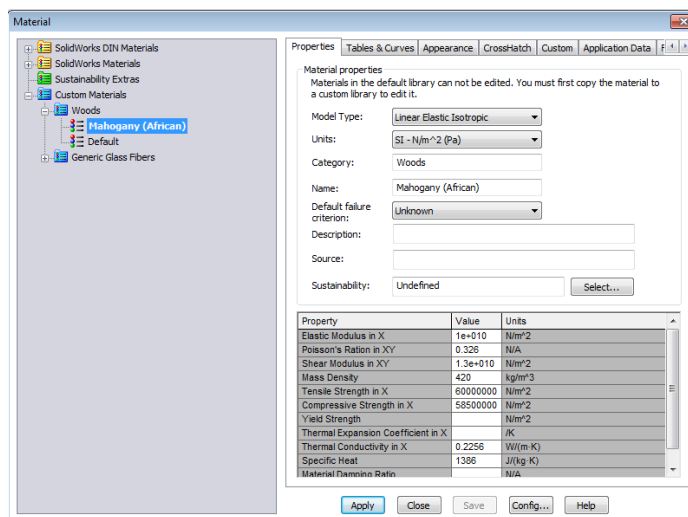 Material
SolidWorks DIN Materials
SolidWorks Materials
Sustainability Extras
Custom Materials
Woods
Mahogany (African)
Default
Generic Glass Fibers
Properties Tables & Curves Appearance CrossHatch Custom Application Data F
Material properties
Materials in the default library can not be edited. You must first copy the material to
a custom library to edit it.
Model Type: Linear Elastic Isotropic
Units: SI - N/m^2 (Pa)
Category: Woods
Name: Mahogany (African)
Default failure
criterion: Unknown
Description:
Source:
Sustainability: Undefined Select...
Property Value Units
Elastic Modulus in X 1e+010 N/m^2
Poisson's Ration in XY 0.326 N/A
Shear Modulus in XY 1.3e+010 N/m^2
Mass Density 420 kg/m^3
Tensile Strength in X 60000000 N/m^2
Compressive Strength in X 58500000 N/m^2
Yield Strength N/m^2
Thermal Expansion Coefficient in X /K
Thermal Conductivity in X 0.2256 W/(m·K)
Specific Heat 1386 J/(kg·K)
Material Damping Ratio N/A
Apply Close Save Config... Help